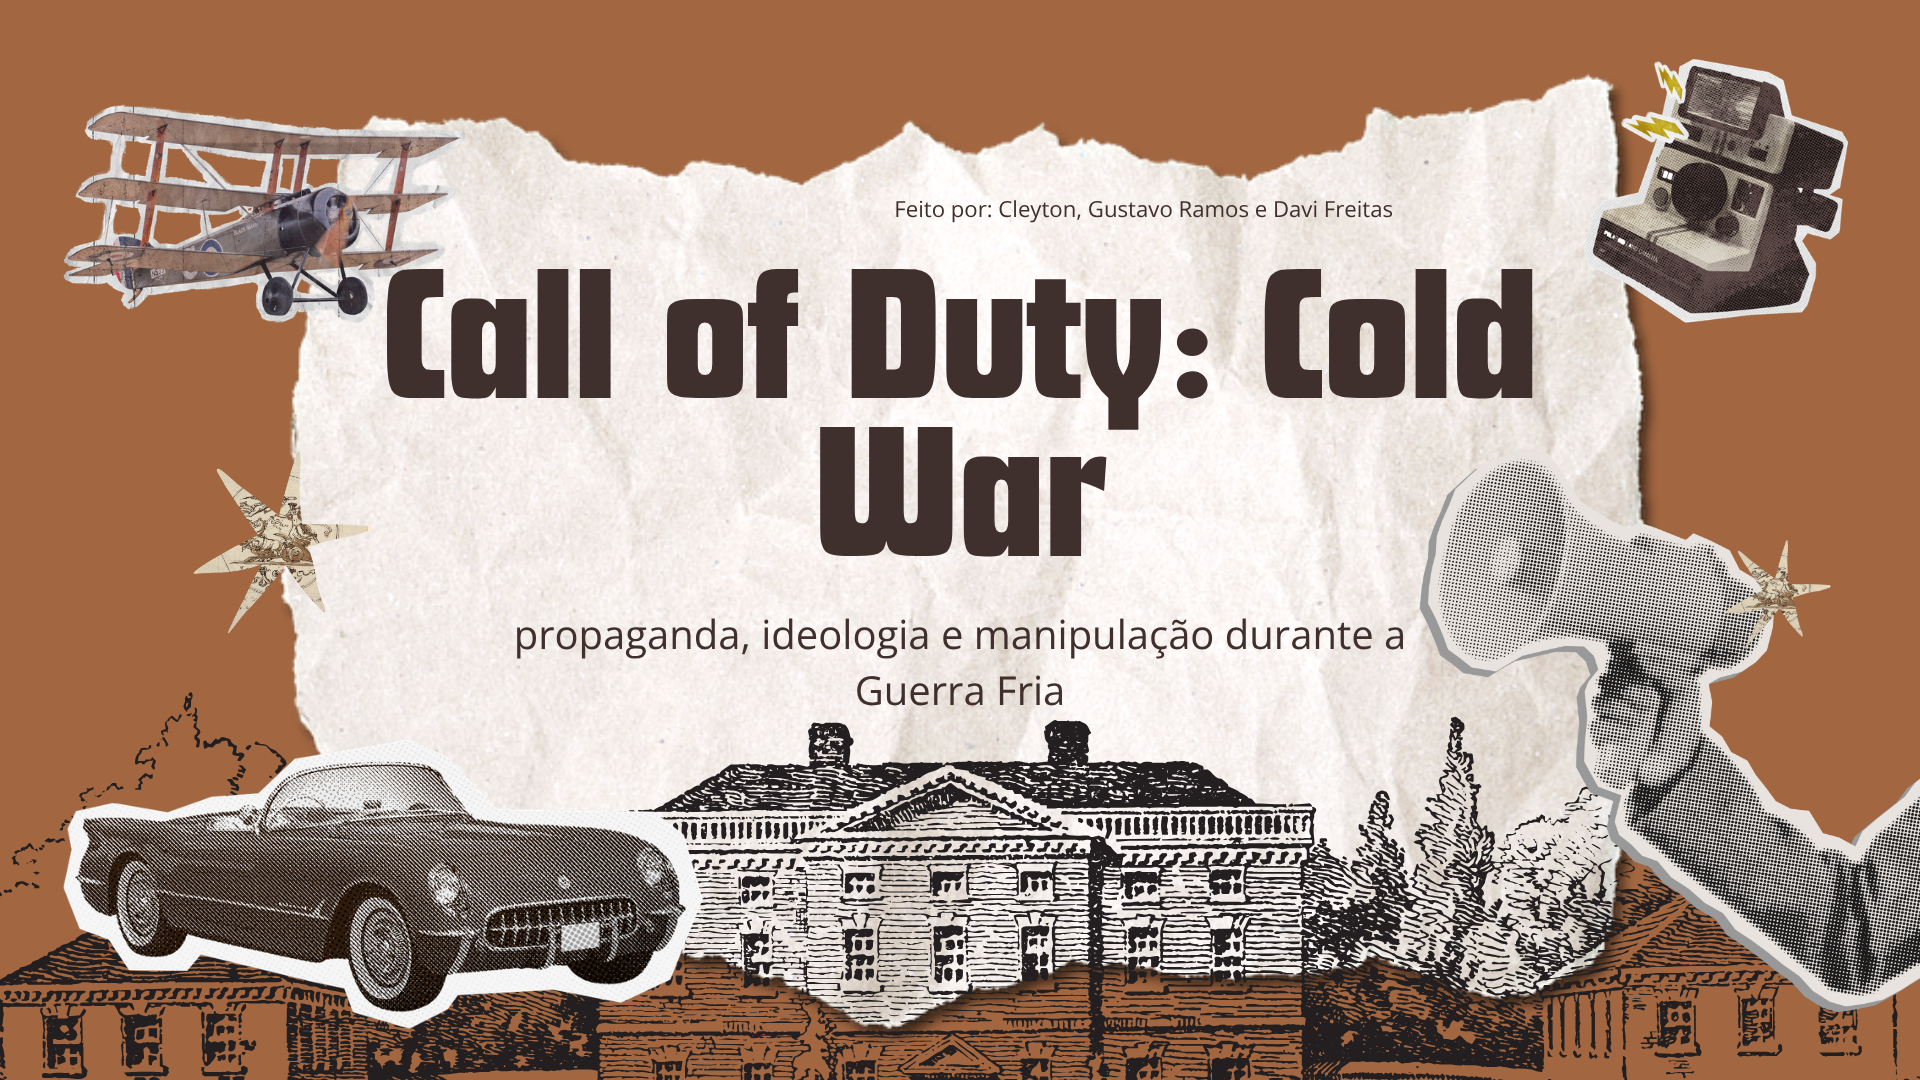 Feito por: Cleyton, Gustavo Ramos e Davi Freitas
Call of Duty: Cold
War
propaganda, ideologia e manipulação durante a
Guerra Fria